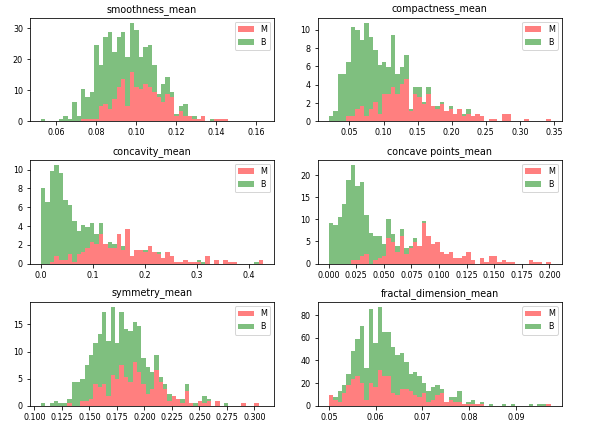 smoothness_mean
30
20
10
0
0.06 0.08 0.10 0.12 0.14 0.16
M
B
compactness_mean
10
8
6
4
2
0
0.05 0.10 0.15 0.20 0.25 0.30 0.35
M
B
concavity_mean
10
8
6
4
2
0
0.0 0.1 0.2 0.3 0.4
M
B
concave points_mean
20
15
10
5
0
0.000 0.025 0.050 0.075 0.100 0.125 0.150 0.175 0.200
M
B
symmetry_mean
15
10
5
0
0.100 0.125 0.150 0.175 0.200 0.225 0.250 0.275 0.300
M
B
fractal_dimension_mean
80
60
40
20
0
0.05 0.06 0.07 0.08 0.09
M
B